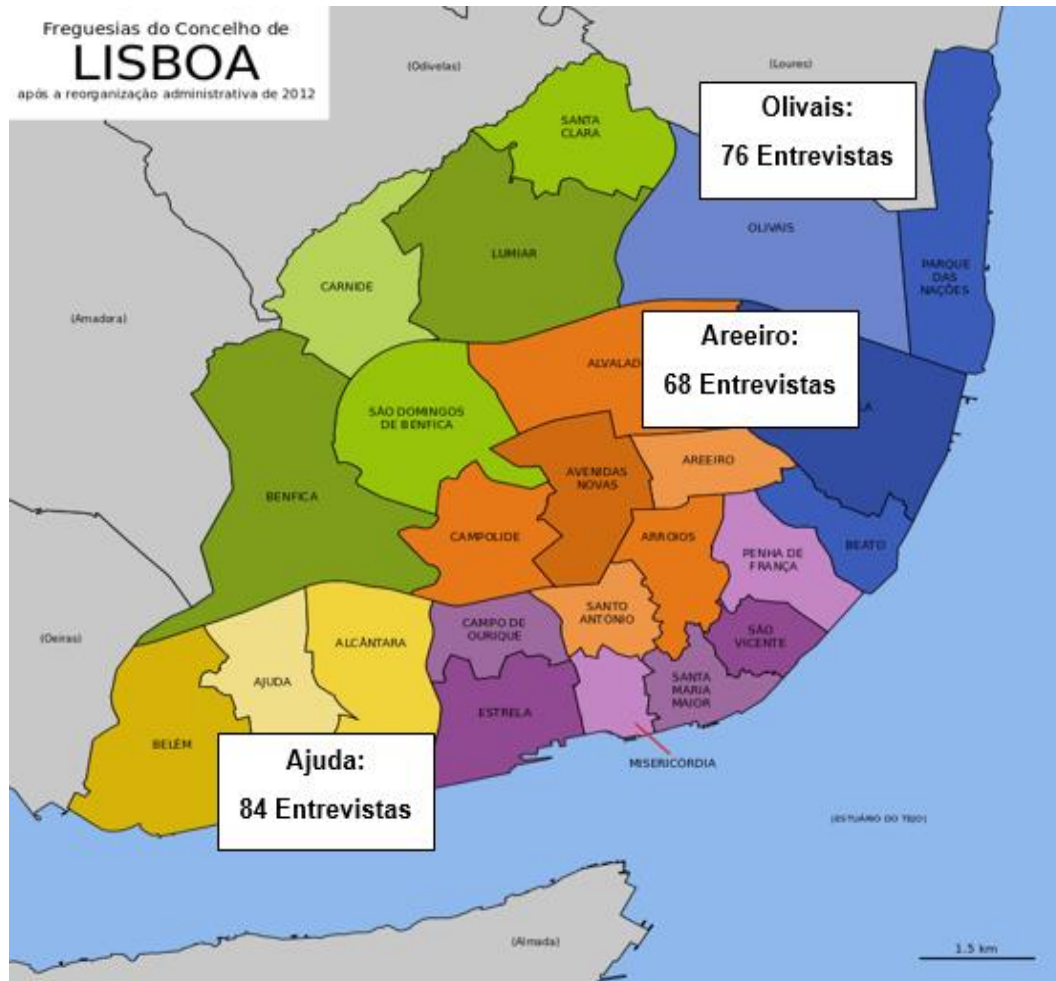 Freguesias do Concelho de
LISBOA
após a reorganização administrativa de 2012
(Odivelas)
(Loures)
Olivais:
76 Entrevistas
SANTA
CLARA
OLIVAIS
LUMIAR
PARQUE
DAS
NAÇÕES
CARNIDE
(Amadora)
Areeiro:
68 Entrevistas
ALVALAD
LA
SÃO DOMINGOS
DE BENFICA
AREEIRO
AVENIDAS
NOVAS
BENFICA
CAMPOLIDE
ARROIOS
BEATO
PENHA DE
FRANÇA
SANTO
ANTÓNIO
CAMPO DE
OURIQUE
(Oeiras)
ALCÂNTARA
SÃO
VICENTE
AJUDA
SANTA
MARIA
MAIOR
ESTRELA
BELÉM
MISERICORDIA
Ajuda:
84 Entrevistas
(ESTUÁRIO DO TEJO)
(Almada)
1.5 km